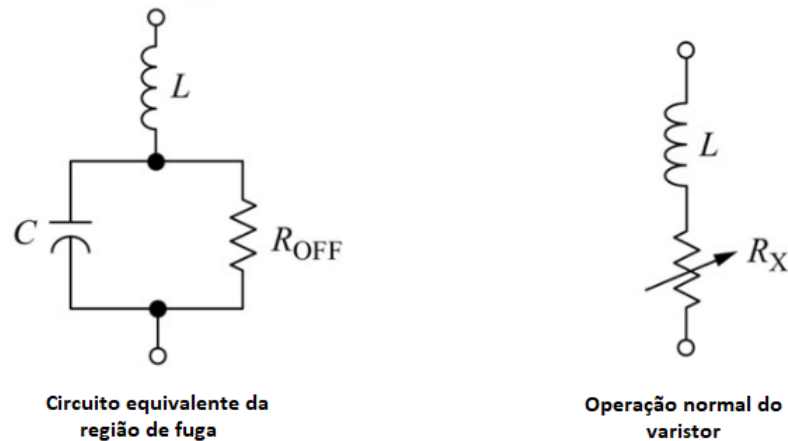 L
C
R_OFF
Circuito equivalente da
região de fuga
L
R_X
Operação normal do
varistor